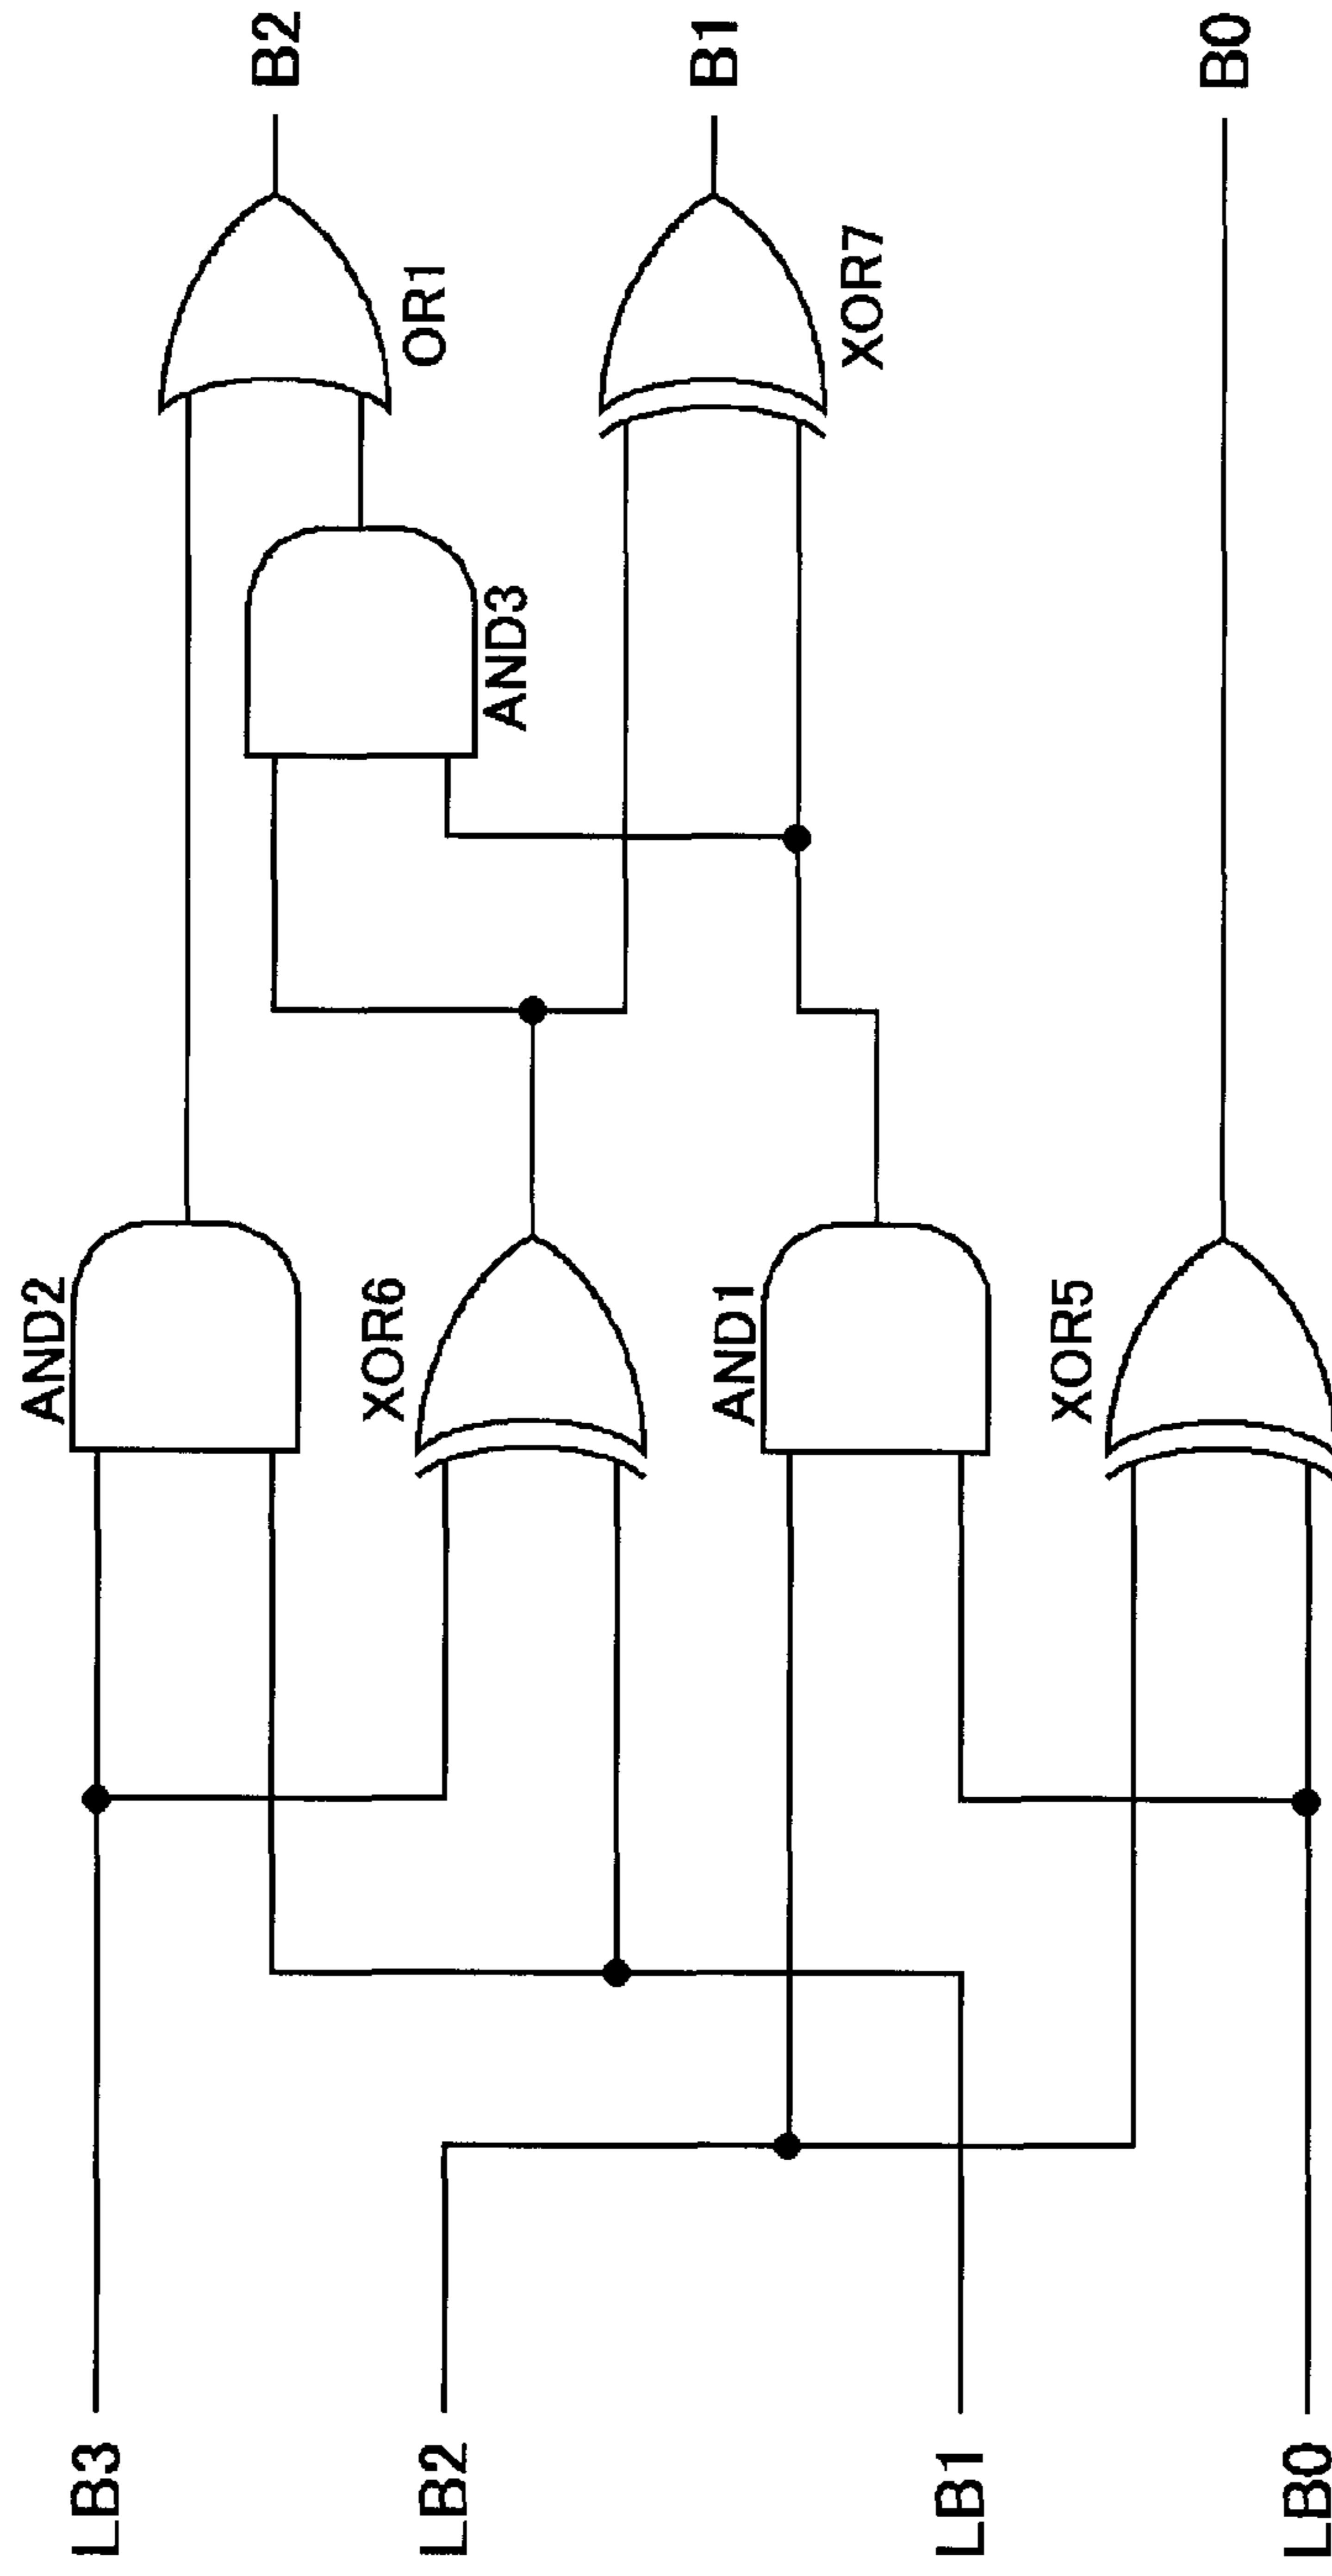 LB3
LB2
LB1
LB0
AND2
XOR6
AND1
XOR5
AND3
OR1
XOR7
B2
B1
B0